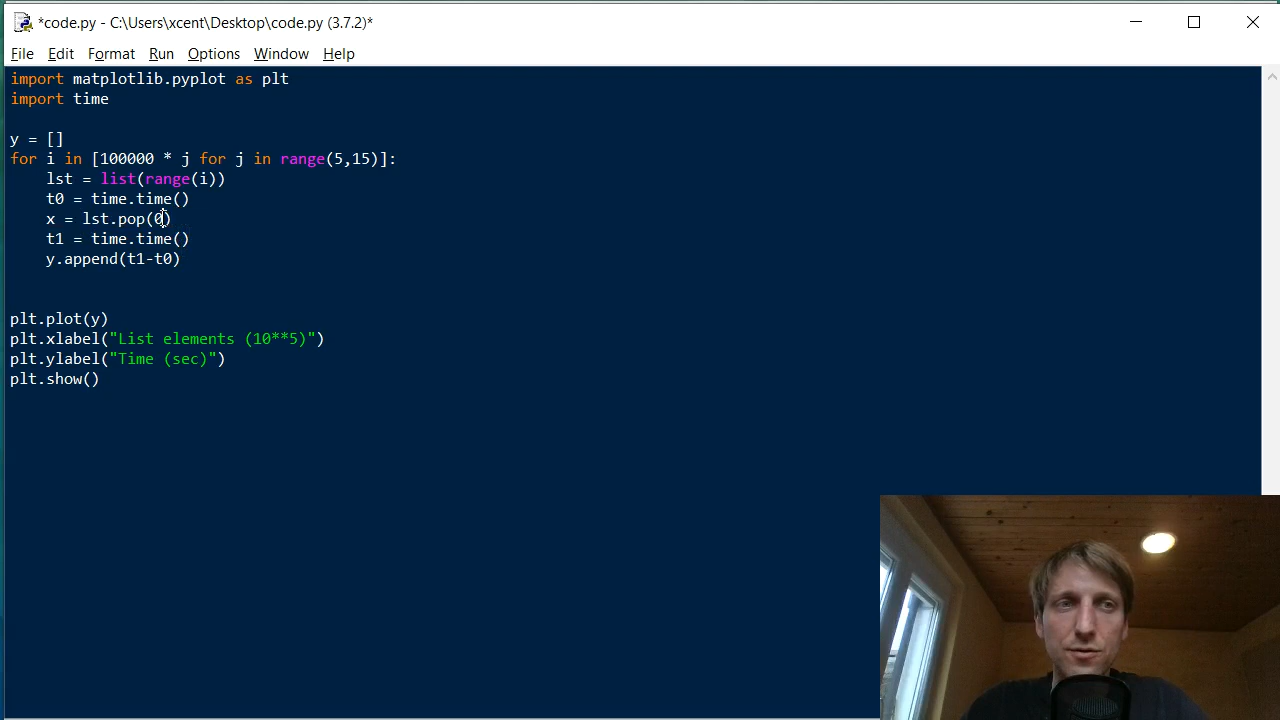 *code.py - C:\Users\xcent\Desktop\code.py (3.7.2)*
File Edit Format Run Options Window Help
import matplotlib.pyplot as plt
import time
y = []
for i in [100000 * j for j in range(5,15)]:
    lst = list(range(i))
    t0 = time.time()
    x = lst.pop(0)
    t1 = time.time()
    y.append(t1-t0)
plt.plot(y)
plt.xlabel("List elements (10**5)")
plt.ylabel("Time (sec)")
plt.show()